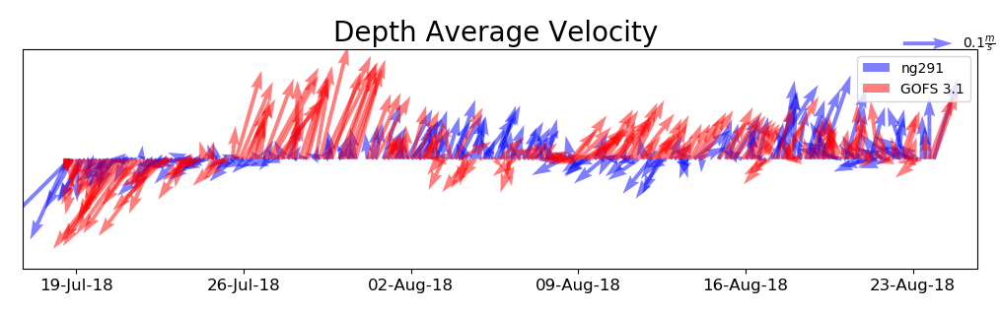 Depth Average Velocity
0.1 m/s
ng291
GOFS 3.1
19-Jul-18 26-Jul-18 02-Aug-18 09-Aug-18 16-Aug-18 23-Aug-18